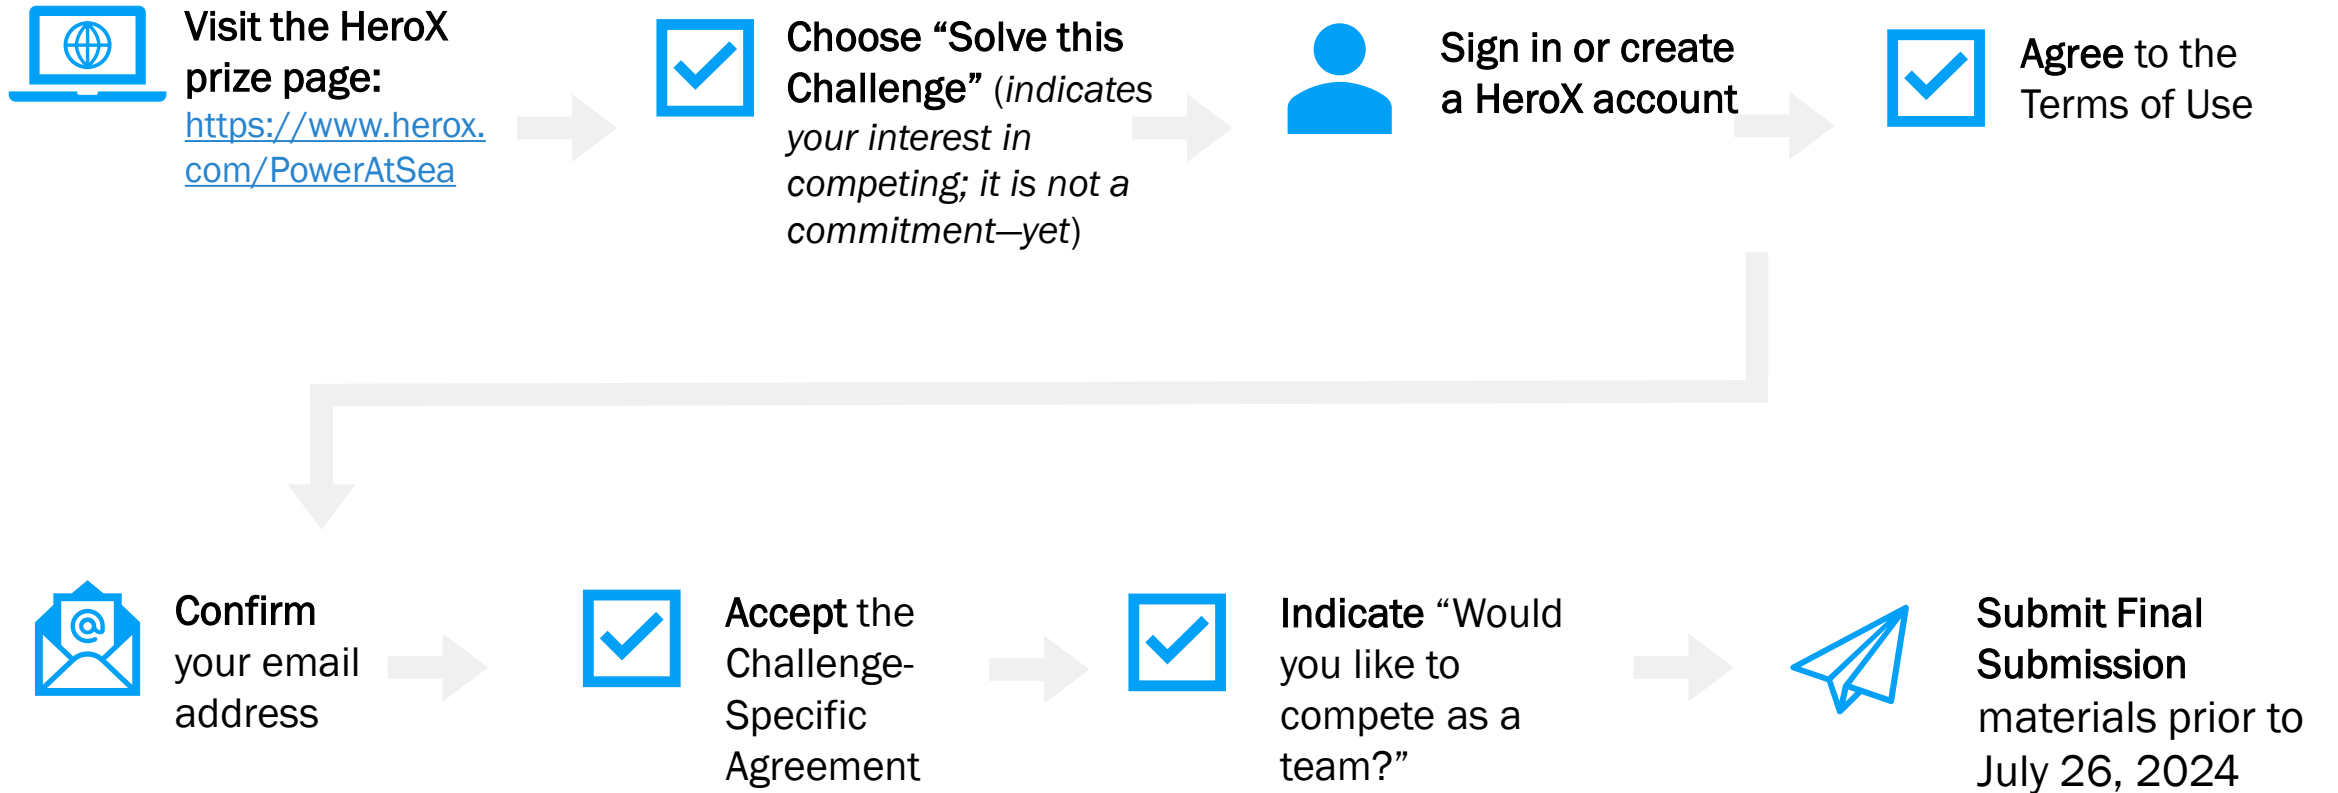 Visit the HeroX
prize page:
https://www.herox.
com/PowerAtSea
Choose “Solve this
Challenge” (indicates
your interest in
competing; it is not a
commitment—yet)
Sign in or create
a HeroX account
Agree to the
Terms of Use
@
Confirm
your email
address
Accept the
Challenge-
Specific
Agreement
Indicate “Would
you like to
compete as a
team?”
Submit Final
Submission
materials prior to
July 26, 2024